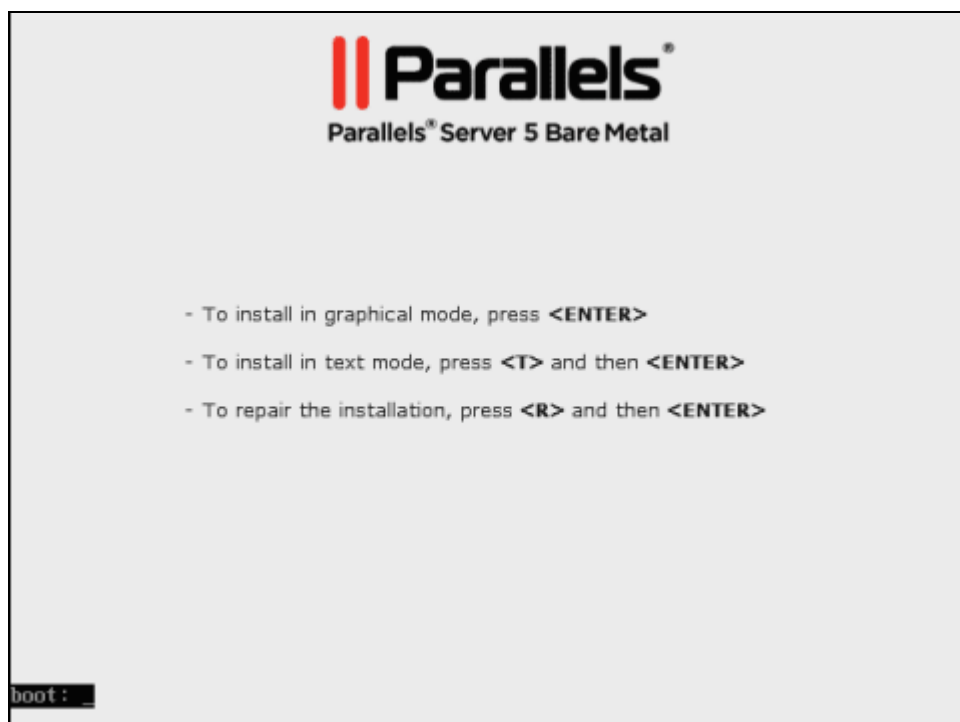 Parallels®
Parallels® Server 5 Bare Metal
- To install in graphical mode, press <ENTER>
- To install in text mode, press <T> and then <ENTER>
- To repair the installation, press <R> and then <ENTER>
boot: _